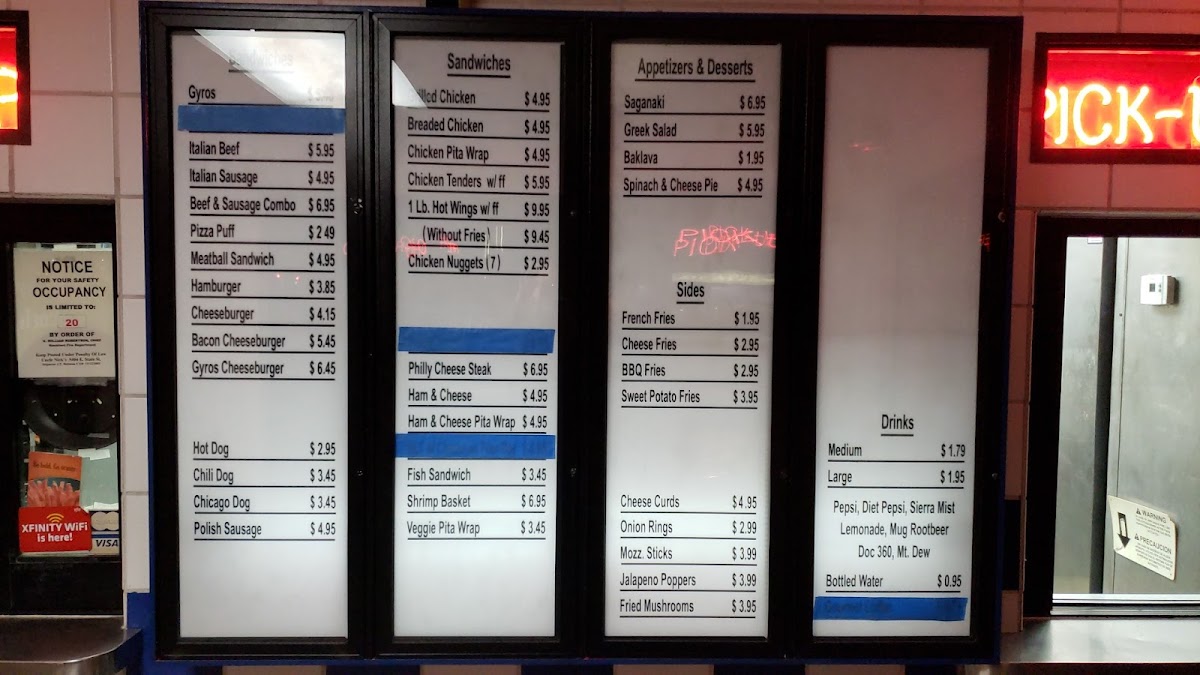 NOTICE
FOR YOUR SAFETY
OCCUPANCY
IS LIMITED TO:
20
BY ORDER OF
XFINITY WiFi
is here!
VISA
Sandwiches
Gyros
Italian Beef $ 5.95
Italian Sausage $ 4.95
Beef & Sausage Combo $ 6.95
Pizza Puff $ 2 49
Meatball Sandwich $ 4.95
Hamburger $ 3.85
Cheeseburger $ 4.15
Bacon Cheeseburger $ 5.45
Gyros Cheeseburger $ 6.45
Hot Dog $ 2.95
Chili Dog $ 3.45
Chicago Dog $ 3.45
Polish Sausage $ 4.95
Sandwiches
Chicken $ 4.95
Breaded Chicken $ 4.95
Chicken Pita Wrap $ 4.95
Chicken Tenders w/ ff $ 5.95
1 Lb. Hot Wings w/ ff $ 9.95
(Without Fries) $ 9.45
Chicken Nuggets (7) $ 2.95
Philly Cheese Steak $ 6.95
Ham & Cheese $ 4.95
Ham & Cheese Pita Wrap $ 4.95
Fish Sandwich $ 3.45
Shrimp Basket $ 6.95
Veggie Pita Wrap $ 3.45
Appetizers & Desserts
Saganaki $ 6.95
Greek Salad $ 5.95
Baklava $ 1.95
Spinach & Cheese Pie $ 4.95
Sides
French Fries $ 1.95
Cheese Fries $ 2.95
BBQ Fries $ 2.95
Sweet Potato Fries $ 3.95
Cheese Curds $ 4.95
Onion Rings $ 2.99
Mozz. Sticks $ 3.99
Jalapeno Poppers $ 3.99
Fried Mushrooms $ 3.95
Drinks
Medium $ 1.79
Large $ 1.95
Pepsi, Diet Pepsi, Sierra Mist
Lemonade, Mug Rootbeer
Doc 360, Mt. Dew
Bottled Water $ 0.95
PICK-
WARNING
PRECAUCION